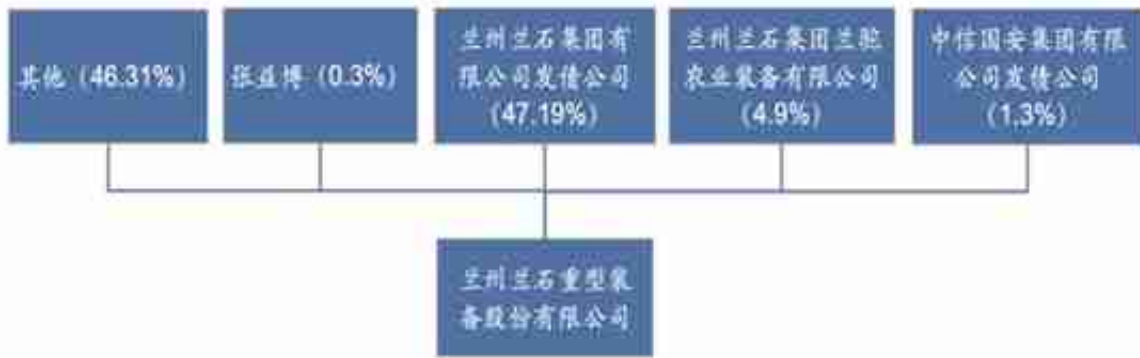 其他（46.31%）
张益博（0.3%）
兰州兰石集团有
限公司发债公司
（47.19%）
兰州兰石集团兰驼
农业装备有限公司
（4.9%）
中信国安集团有限
公司发债公司
（1.3%）
兰州兰石重型装
备股份有限公司